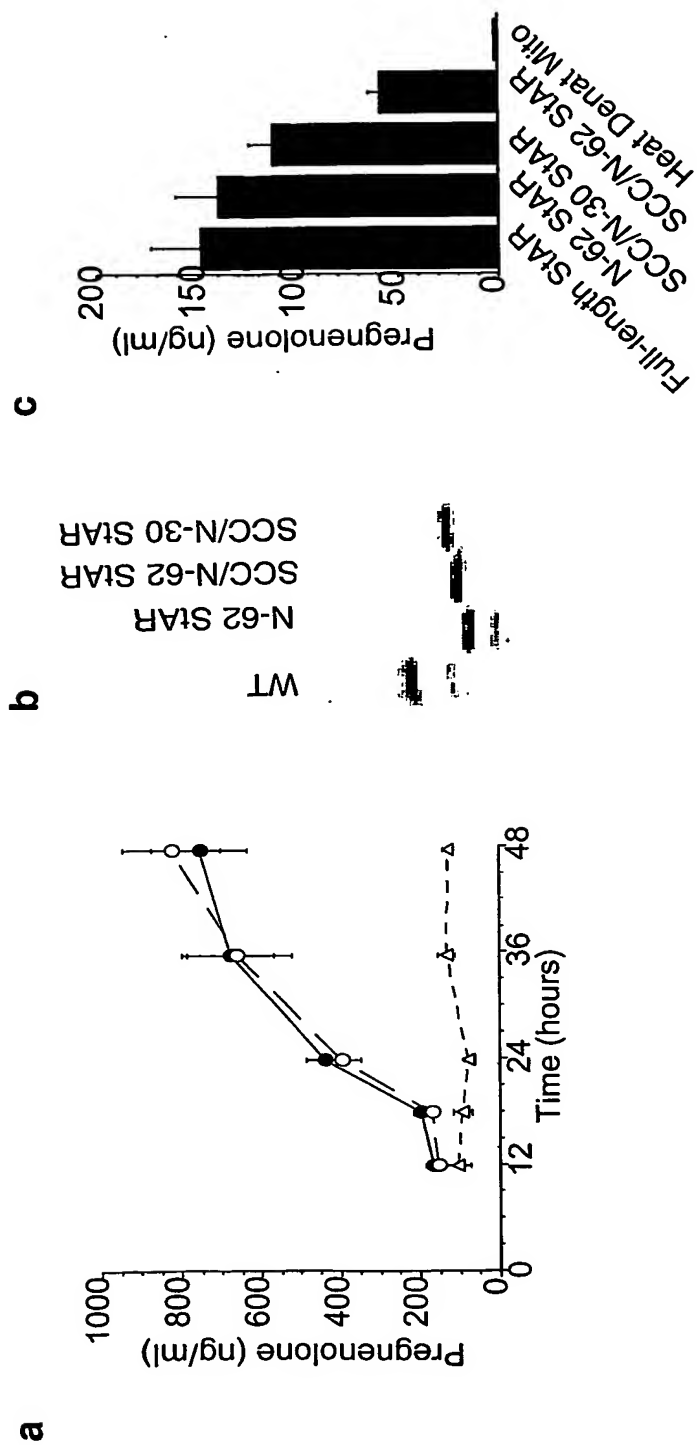 a
Pregnenolone (ng/ml)
1000
800
600
400
200
0
0
12
24
36
48
Time (hours)
b
WT
N-62 StAR
SCC/N-62 StAR
SCC/N-30 StAR
c
Pregnenolone (ng/ml)
200
150
100
50
0
Full-length StAR
N-62 StAR
SCC/N-30 StAR
SCC/N-62 StAR
Heat Denat Mito